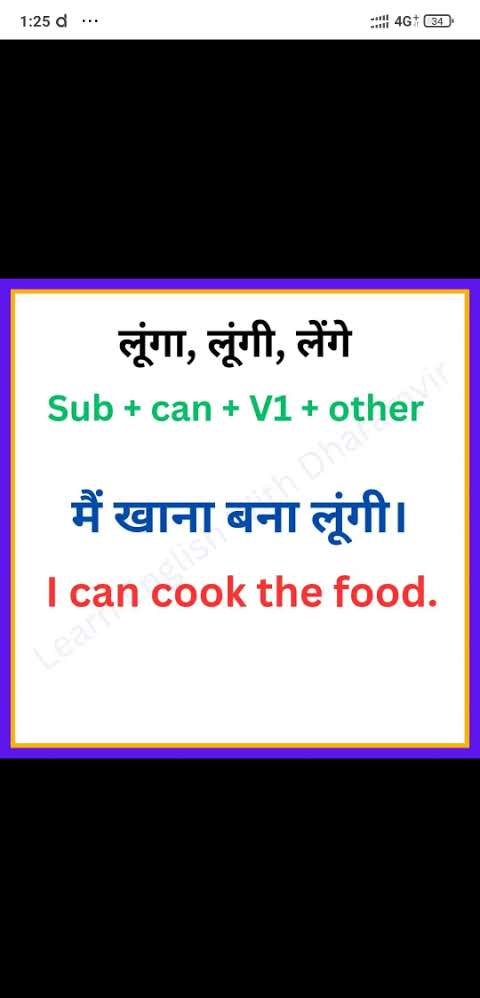 1:25 d ...
4G+ 34
लूंगा, लूंगी, लेंगे
Sub + can + V1 + other
मैं खाना बना लूंगी।
I can cook the food.
Learn English With Dharamvir